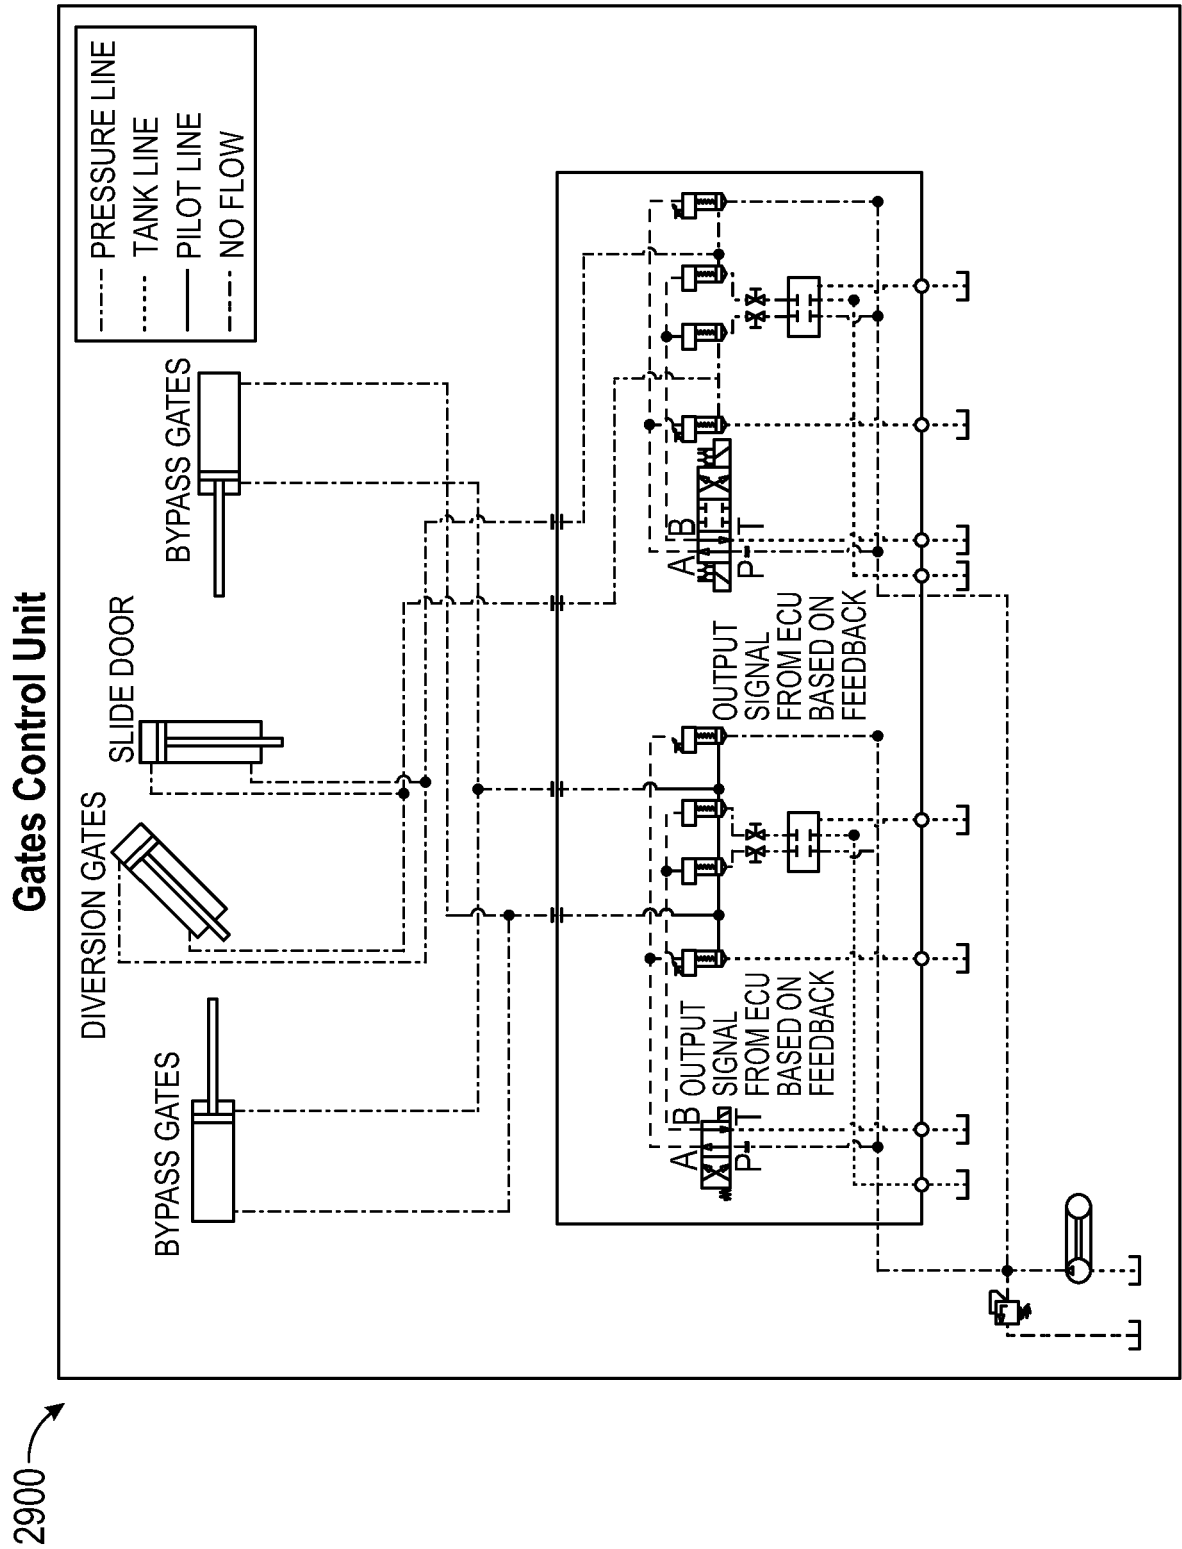 Gates Control Unit
2900
PRESSURE LINE
TANK LINE
PILOT LINE
NO FLOW
BYPASS GATES
DIVERSION GATES
SLIDE DOOR
BYPASS GATES
A
B
P
T
OUTPUT
SIGNAL
FROM ECU
BASED ON
FEEDBACK
A
B
P
T
OUTPUT
SIGNAL
FROM ECU
BASED ON
FEEDBACK